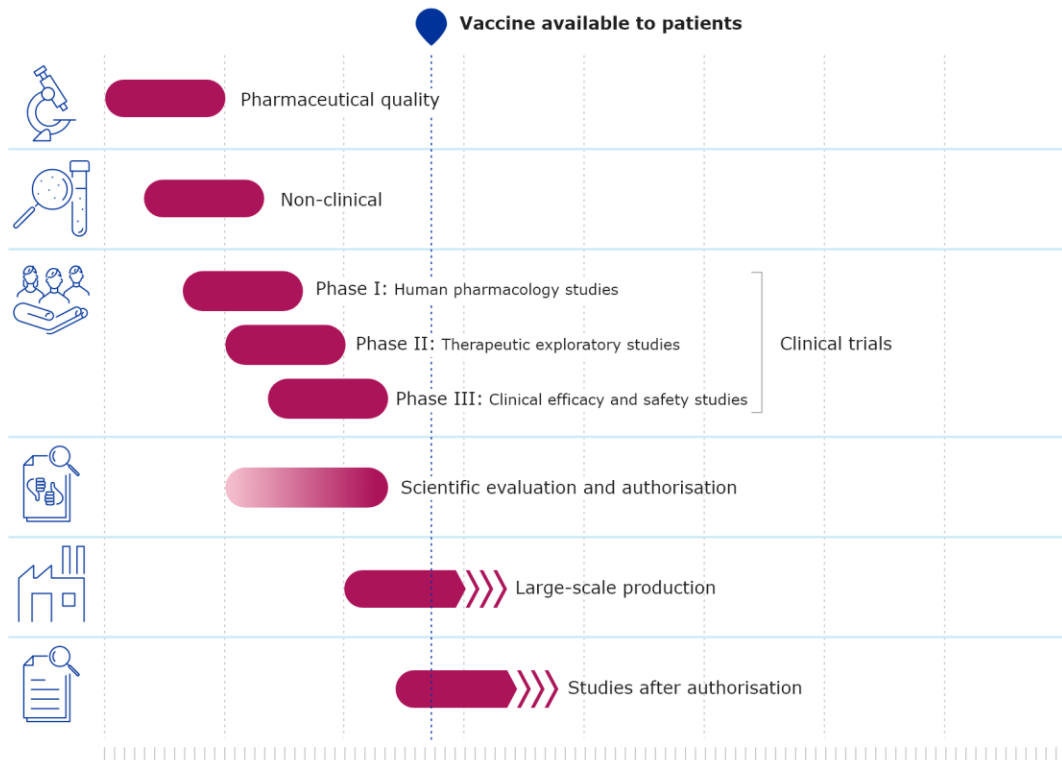 Vaccine available to patients
Pharmaceutical quality
Non-clinical
Phase I: Human pharmacology studies
Phase II: Therapeutic exploratory studies
Phase III: Clinical efficacy and safety studies
Clinical trials
Scientific evaluation and authorisation
Large-scale production
Studies after authorisation